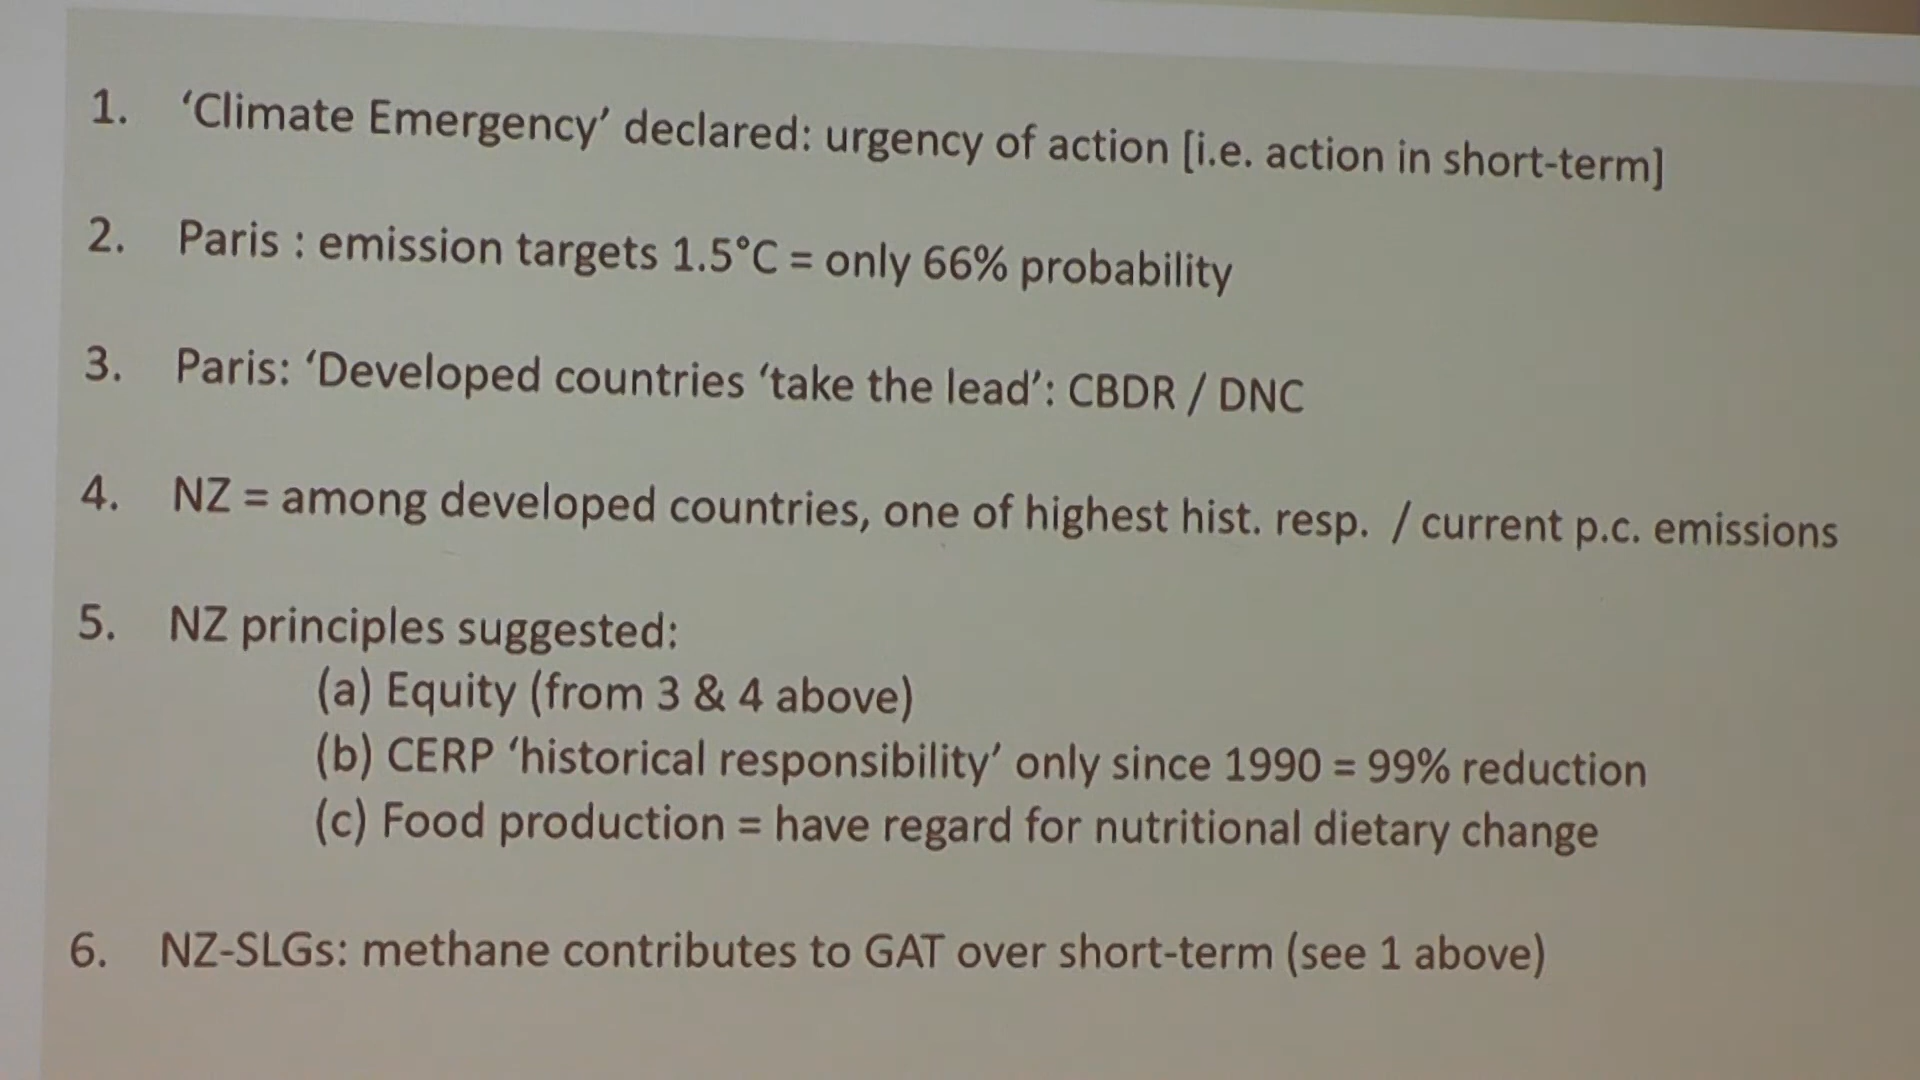 1. ‘Climate Emergency’ declared: urgency of action [i.e. action in short-term]
2. Paris : emission targets 1.5°C = only 66% probability
3. Paris: ‘Developed countries ‘take the lead’: CBDR / DNC
4. NZ = among developed countries, one of highest hist. resp. / current p.c. emissions
5. NZ principles suggested:
(a) Equity (from 3 & 4 above)
(b) CERP ‘historical responsibility’ only since 1990 = 99% reduction
(c) Food production = have regard for nutritional dietary change
6. NZ-SLGs: methane contributes to GAT over short-term (see 1 above)